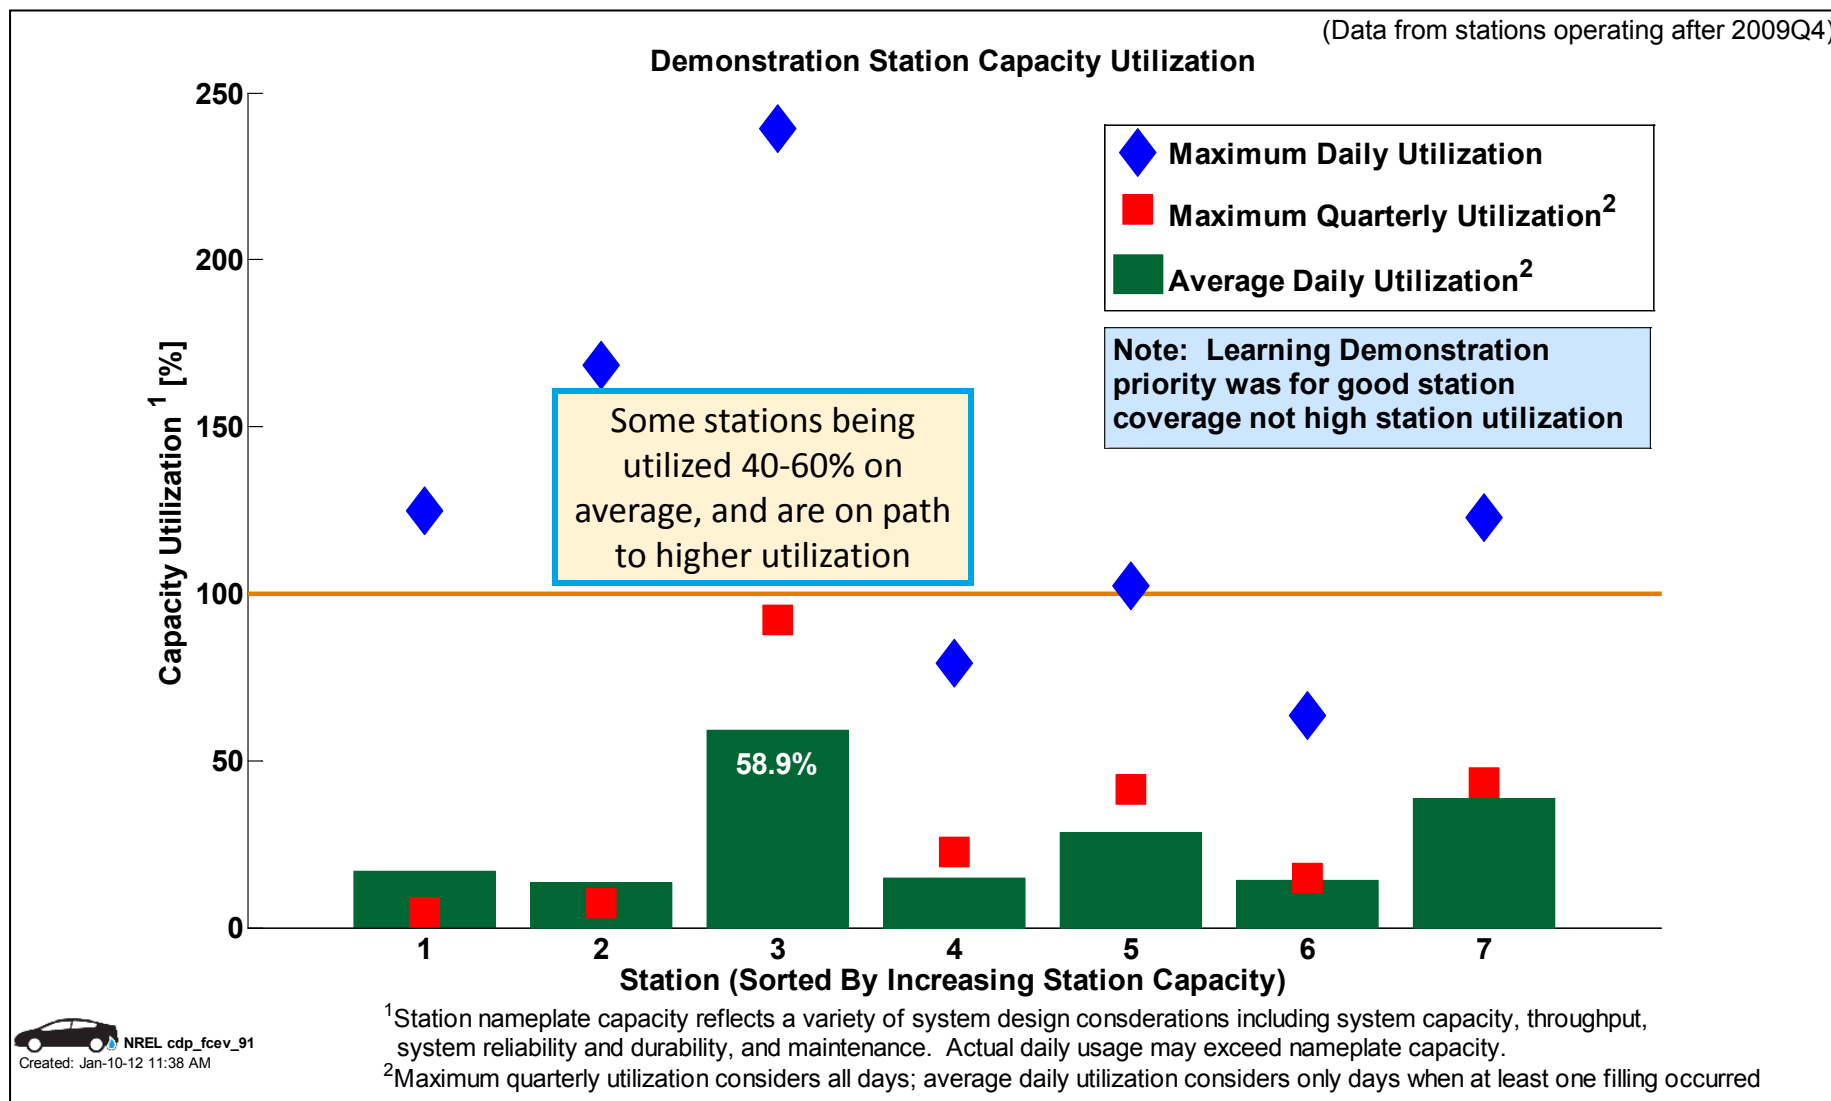 (Data from stations operating after 2009Q4)
Demonstration Station Capacity Utilization
250
200
150
100
50
0
Capacity Utilization 1 [%]
Maximum Daily Utilization
Maximum Quarterly Utilization2
Average Daily Utilization2
Note: Learning Demonstration
priority was for good station
coverage not high station utilization
Some stations being
utilized 40-60% on
average, and are on path
to higher utilization
58.9%
1 2 3 4 5 6 7
Station (Sorted By Increasing Station Capacity)
1Station nameplate capacity reflects a variety of system design consderations including system capacity, throughput,
system reliability and durability, and maintenance. Actual daily usage may exceed nameplate capacity.
2Maximum quarterly utilization considers all days; average daily utilization considers only days when at least one filling occurred
NREL cdp_fcev_91
Created: Jan-10-12 11:38 AM